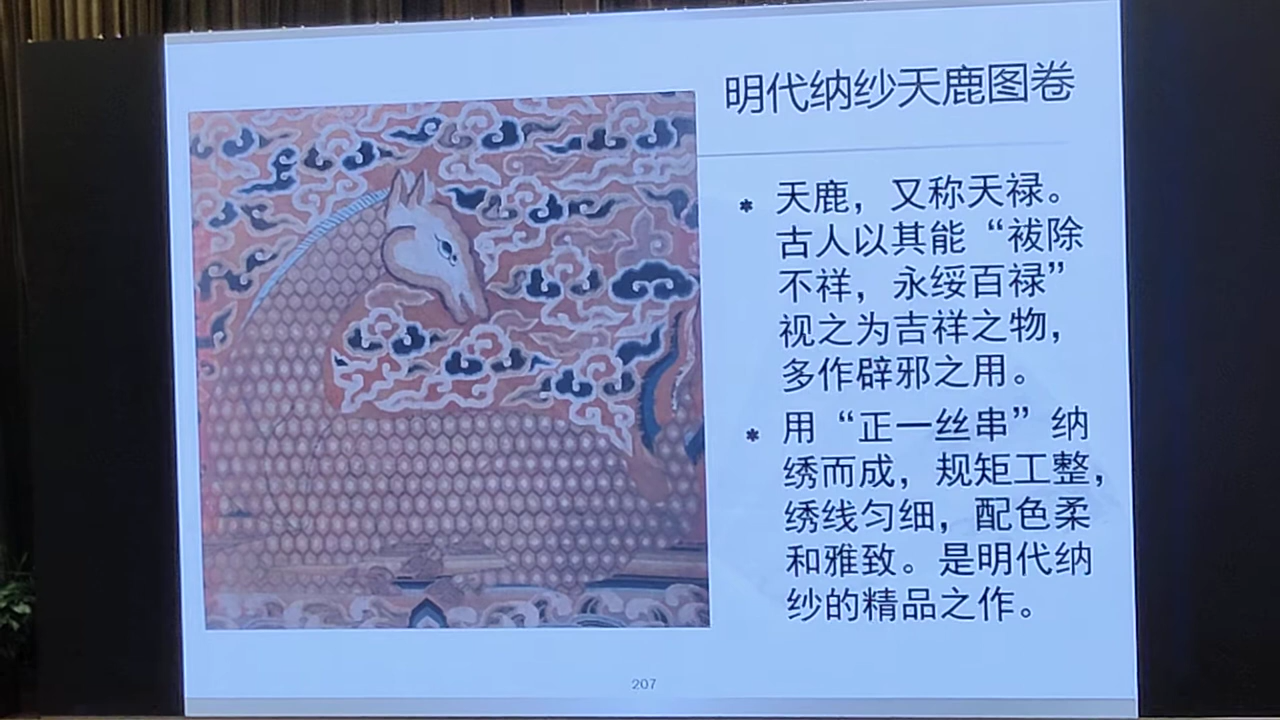 明代纳纱天鹿图卷
* 天鹿，又称天禄。
古人以其能“祓除
不祥，永绥百禄”
视之为吉祥之物，
多作辟邪之用。
* 用“正一丝串”纳
绣而成，规矩工整，
绣线匀细，配色柔
和雅致。是明代纳
纱的精品之作。
207